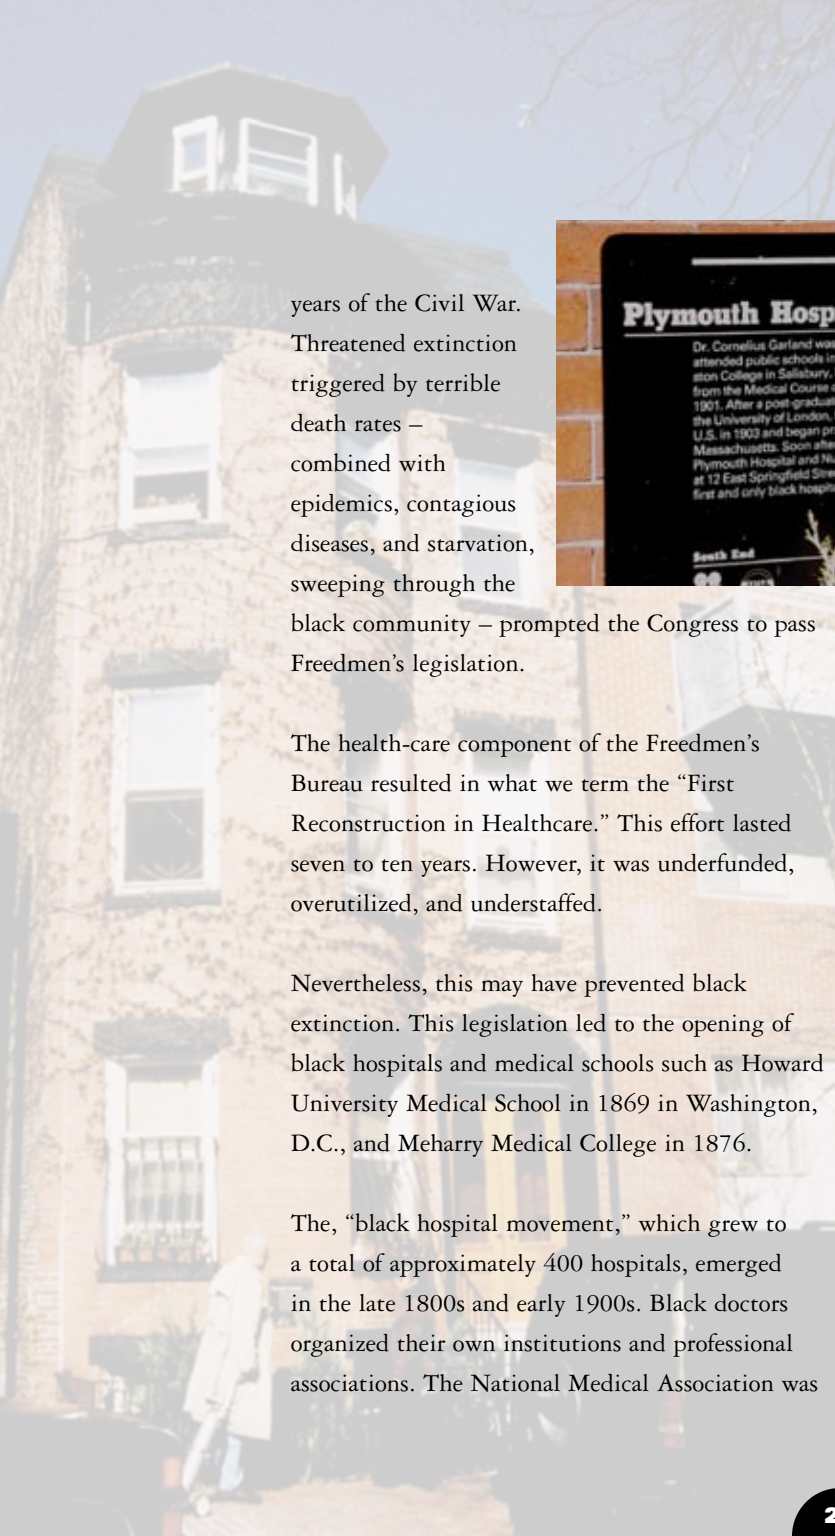 years of the Civil War.
Threatened extinction
triggered by terrible
death rates –
combined with
epidemics, contagious
diseases, and starvation,
sweeping through the
black community – prompted the Congress to pass
Freedmen’s legislation.
The health-care component of the Freedmen’s
Bureau resulted in what we term the “First
Reconstruction in Healthcare.” This effort lasted
seven to ten years. However, it was underfunded,
overutilized, and understaffed.
Nevertheless, this may have prevented black
extinction. This legislation led to the opening of
black hospitals and medical schools such as Howard
University Medical School in 1869 in Washington,
D.C., and Meharry Medical College in 1876.
The, “black hospital movement,” which grew to
a total of approximately 400 hospitals, emerged
in the late 1800s and early 1900s. Black doctors
organized their own institutions and professional
associations. The National Medical Association was
Plymouth Hosp
Dr. Cornelius Garland was
attended public schools in
ston College in Salisbury,
from the Medical Course
1901. After a post-graduat
the University of London,
U.S. in 1903 and began pr
Massachusetts. Soon afte
Plymouth Hospital and Nu
at 12 East Springfield Stre
first and only black hospit
South End
2